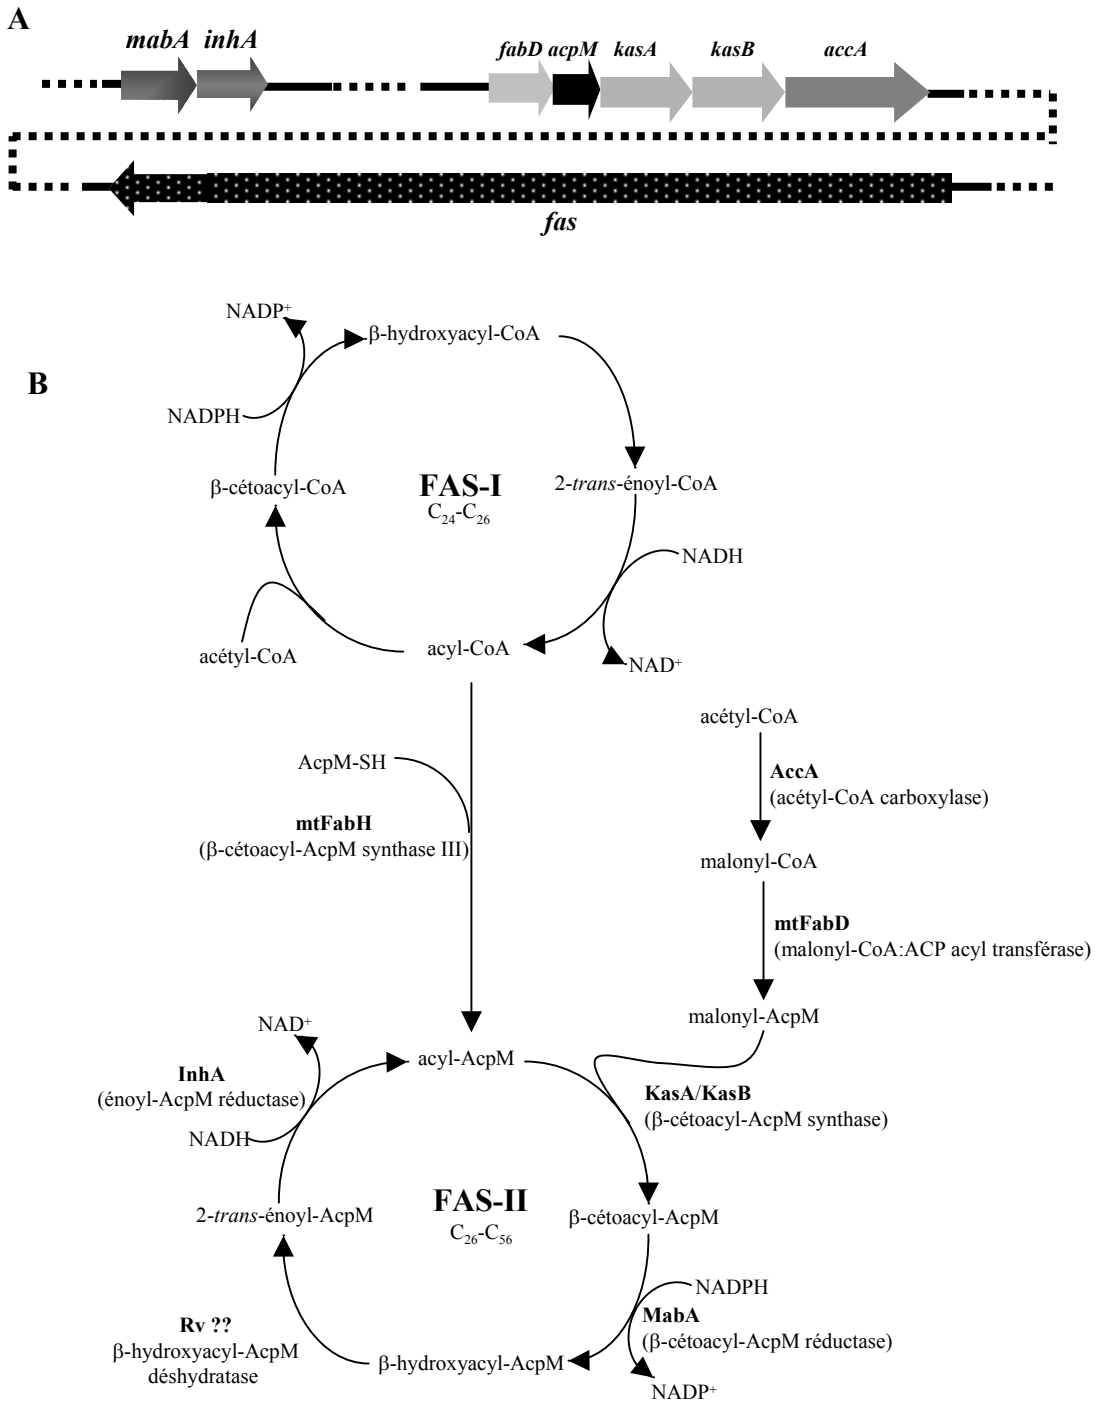 A
mabA inhA
fabD acpM kasA kasB accA
fas
B
NADP⁺
β-hydroxyacyl-CoA
NADPH
β-cétoacyl-CoA
FAS-I
C₂₄-C₂₆
2-trans-énoyl-CoA
NADH
acétyl-CoA
acyl-CoA
NAD⁺
acétyl-CoA
AcpM-SH
AccA
(acétyl-CoA carboxylase)
mtFabH
(β-cétoacyl-AcpM synthase III)
malonyl-CoA
mtFabD
(malonyl-CoA:ACP acyl transférase)
malonyl-AcpM
NAD⁺
acyl-AcpM
InhA
(énoyl-AcpM réductase)
NADH
KasA/KasB
(β-cétoacyl-AcpM synthase)
2-trans-énoyl-AcpM
FAS-II
C₂₆-C₅₆
β-cétoacyl-AcpM
NADPH
MabA
(β-cétoacyl-AcpM réductase)
Rv ??
β-hydroxyacyl-AcpM
déshydratase
β-hydroxyacyl-AcpM
NADP⁺